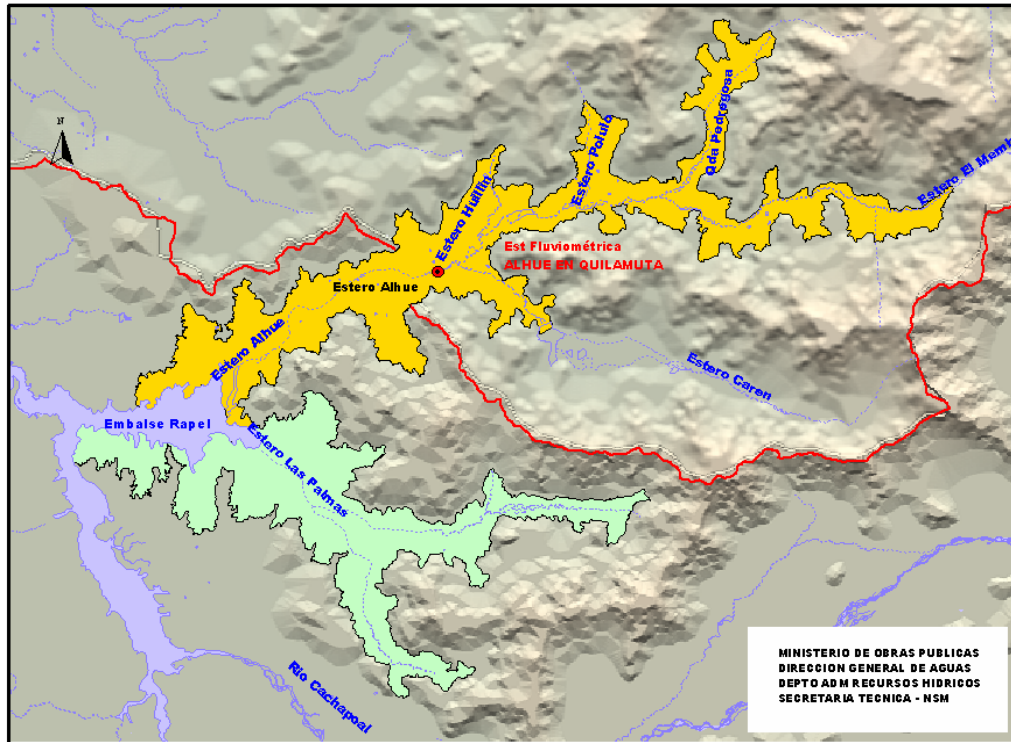 N
Qda Pedregosa
Estero Polulo
Estero El Memb
Estero Huallin
Est Fluviométrica
ALHUE EN QUILAMUTA
Estero Alhue
Estero Alhue
Estero Caren
Embalse Rapel
Estero Las Palmas
Rio Cachapoal
MINISTERIO DE OBRAS PUBLICAS
DIRECCION GENERAL DE AGUAS
DEPTO ADM RECURSOS HIDRICOS
SECRETARIA TECNICA - NSM